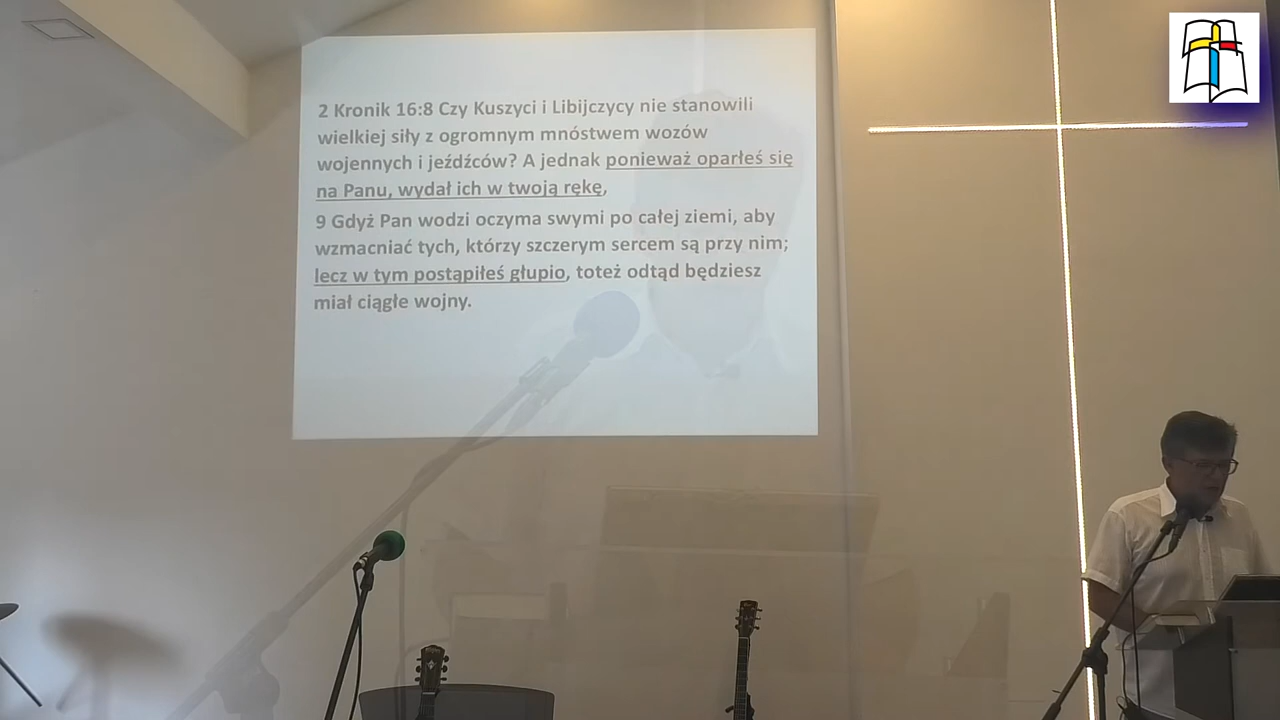 2 Kronik 16:8 Czy Kuszyci i Libijczycy nie stanowili
wielkiej siły z ogromnym mnóstwem wozów
wojennych i jeźdźców? A jednak ponieważ oparłeś się
na Panu, wydał ich w twoją rękę,
9 Gdyż Pan wodzi oczyma swymi po całej ziemi, aby
wzmacniać tych, którzy szczerym sercem są przy nim;
lecz w tym postąpiłeś głupio, toteż odtąd będziesz
miał ciągłe wojny.